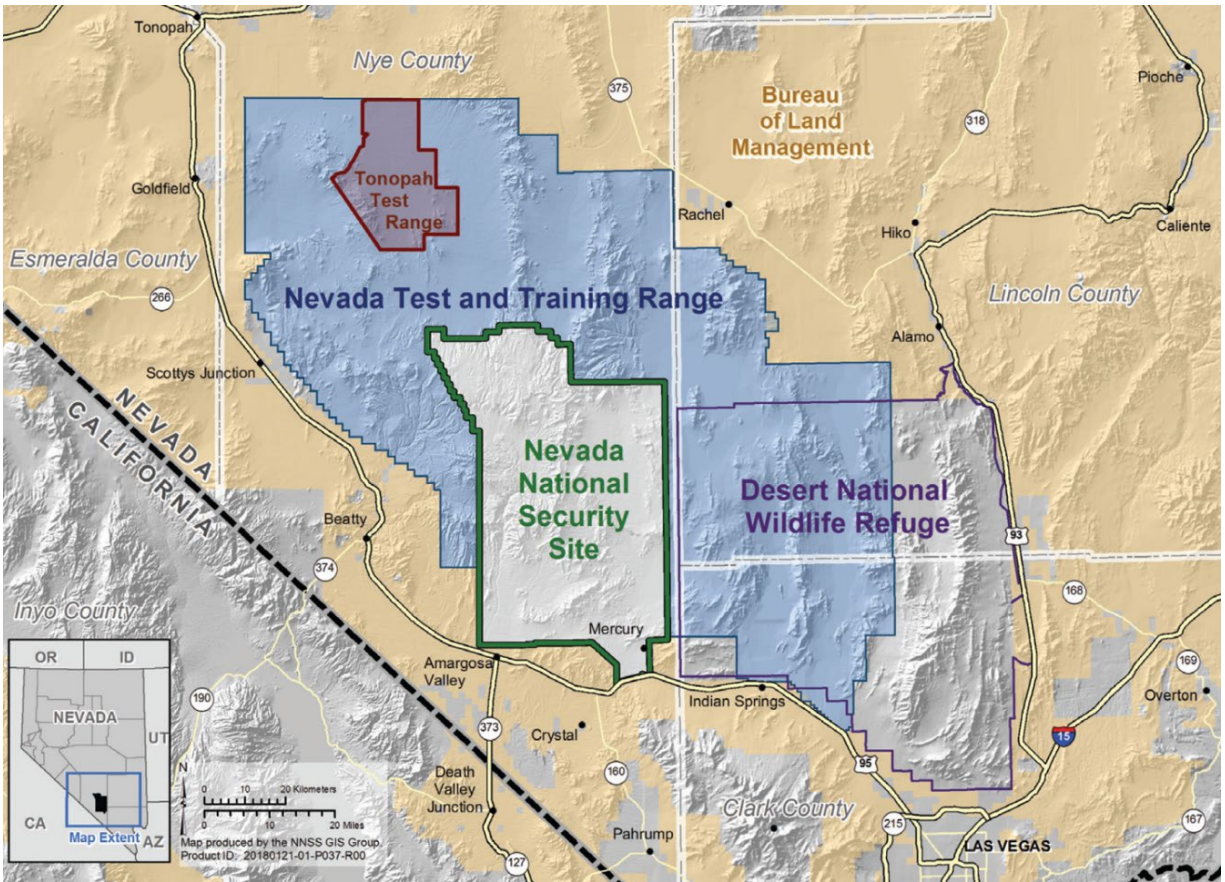 Tonopah
Nye County
375
Bureau
of Land
Management
318
Pioche
Goldfield
Tonopah
Test
Range
Rachel
Hiko
Caliente
Esmeralda County
266
Nevada Test and Training Range
Lincoln County
Alamo
Scottys Junction
NEVADA
CALIFORNIA
Nevada
National
Security
Site
Desert National
Wildlife Refuge
Beatty
374
93
168
Inyo County
Mercury
Amargosa
Valley
169
Overton
190
373
Crystal
Indian Springs
160
95
15
Death
Valley
Junction
Clark County
215
167
Pahrump
LAS VEGAS
127
OR
ID
NEVADA
UT
CA
AZ
Map Extent
N
0 10 20 Kilometers
0 10 20 Miles
Map produced by the NNSS GIS Group.
Product ID: 20180121-01-P037-R00